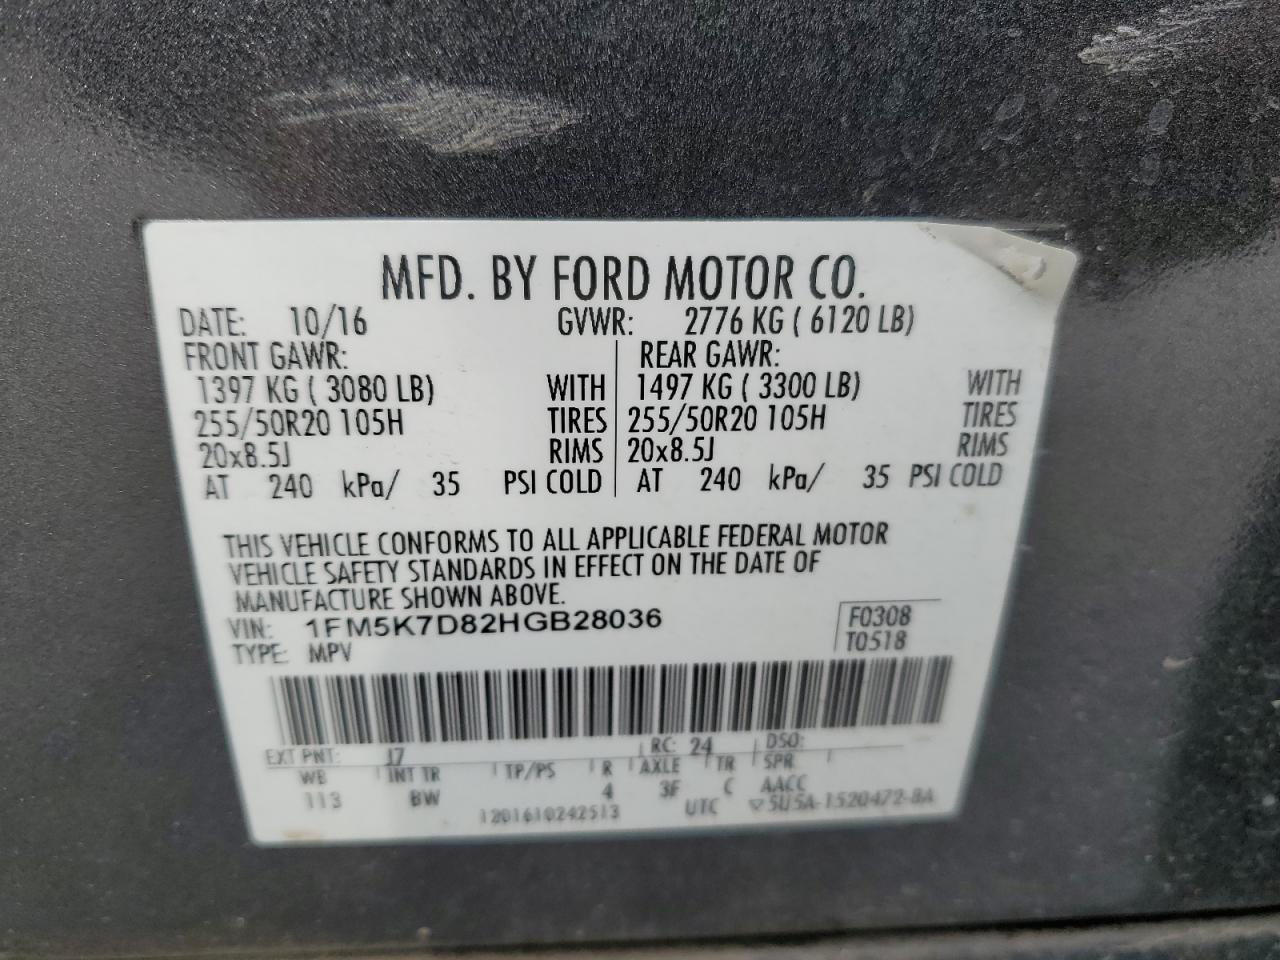 MFD. BY FORD MOTOR CO.
DATE: 10/16 GVWR: 2776 KG ( 6120 LB)
FRONT GAWR: REAR GAWR:
1397 KG ( 3080 LB) WITH 1497 KG ( 3300 LB) WITH
255/50R20 105H TIRES 255/50R20 105H TIRES
20x8.5J RIMS 20x8.5J RIMS
AT 240 kPa/ 35 PSI COLD AT 240 kPa/ 35 PSI COLD
THIS VEHICLE CONFORMS TO ALL APPLICABLE FEDERAL MOTOR
VEHICLE SAFETY STANDARDS IN EFFECT ON THE DATE OF
MANUFACTURE SHOWN ABOVE.
VIN: 1FM5K7D82HGB28036 F0308
TYPE: MPV T0518
EXT PNT: J7 RC: 24 DSO:
WB INT TR TP/PS R AXLE TR SPR
113 BW 4 3F C AACC
1201610242513 UTC ▽5U5A-1520472-BA